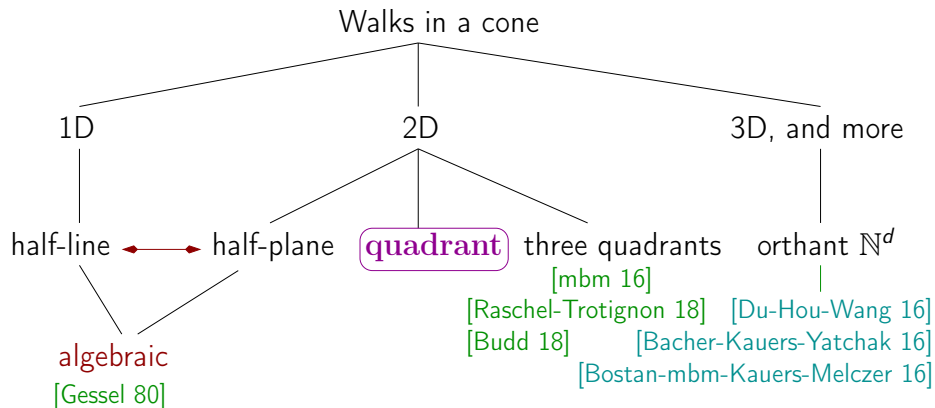 Walks in a cone
1D 2D 3D, and more
half-line half-plane quadrant three quadrants orthant ℕᵈ
[mbm 16]
[Raschel-Trotignon 18] [Du-Hou-Wang 16]
[Budd 18] [Bacher-Kauers-Yatchak 16]
algebraic
[Bostan-mbm-Kauers-Melczer 16]
[Gessel 80]